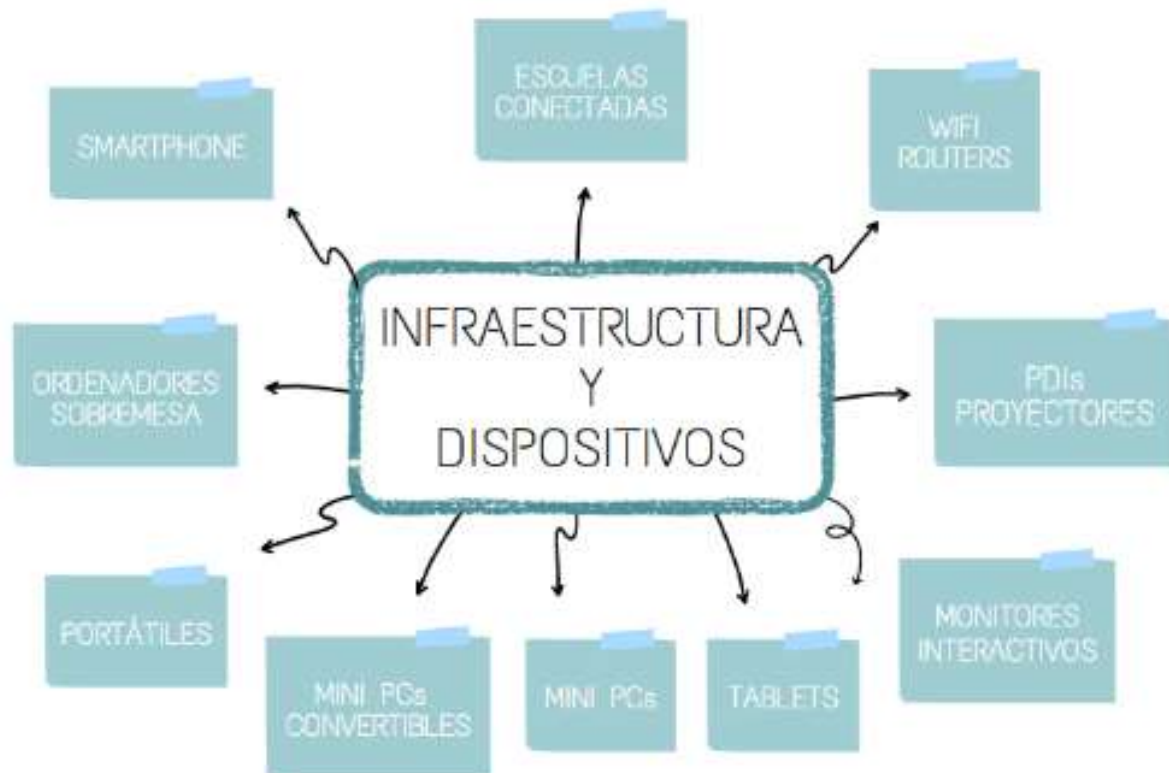 ESCUELAS
CONECTADAS
SMARTPHONE
WIFI
ROUTERS
INFRAESTRUCTURA
Y
DISPOSITIVOS
ORDENADORES
SOBREMESA
PDIs
PROYECTORES
PORTÁTILES
MINI PCs
CONVERTIBLES
MINI PCs
TABLETS
MONITORES
INTERACTIVOS